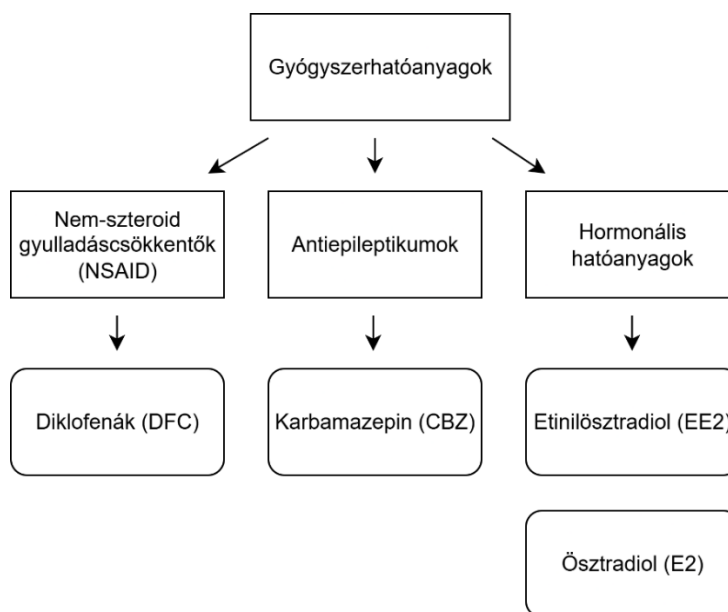 Gyógyszerhatóanyagok
Nem-szteroid
gyulladáscsökkentők
(NSAID)
Antiepileptikumok
Hormonális
hatóanyagok
Diklofenák (DFC)
Karbamazepin (CBZ)
Etinilösztradiol (EE2)
Ösztradiol (E2)